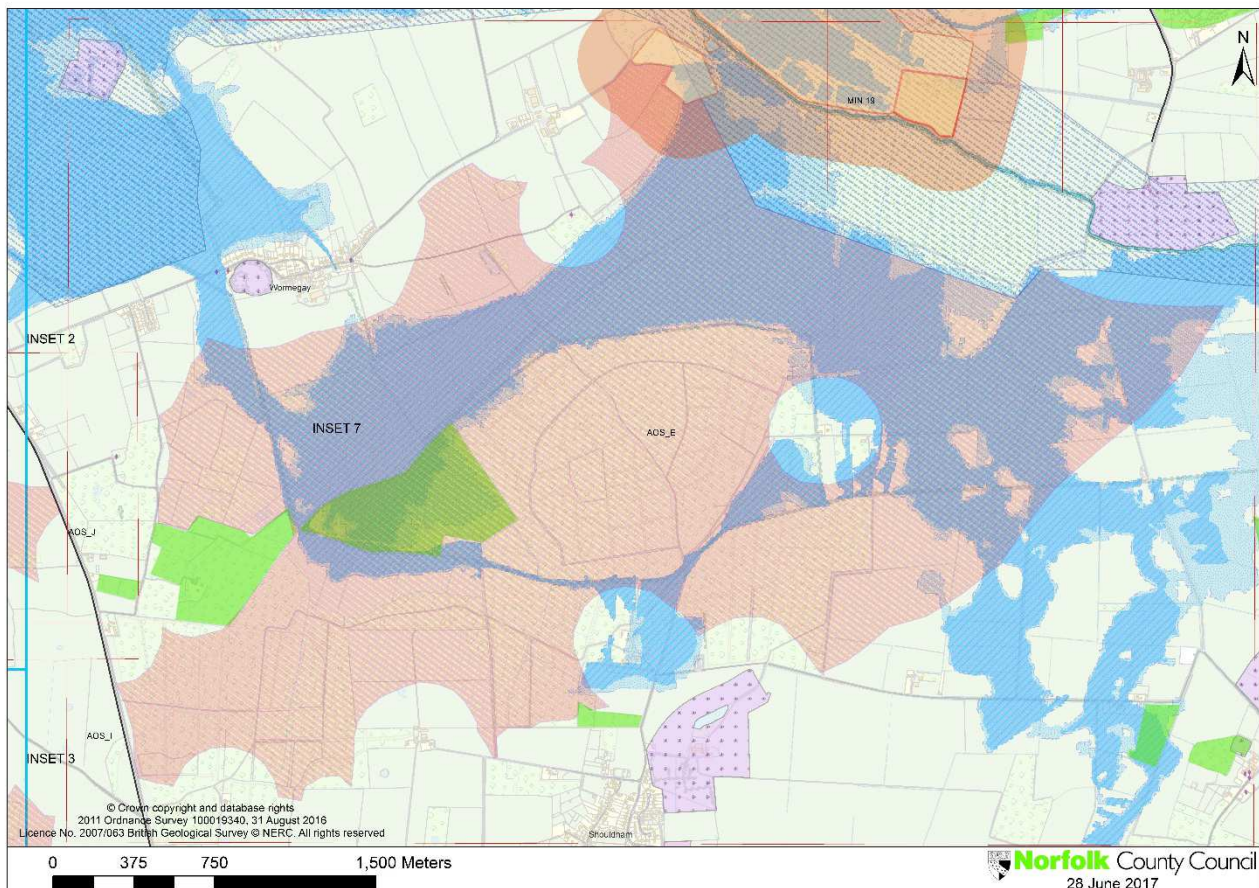 N
MIN 19
Wormegay
INSET 2
INSET 7
AOS_E
AOS_J
AOS_I
INSET 3
© Crown copyright and database rights
2011 Ordnance Survey 100019340, 31 August 2016
Licence No. 2007/063 British Geological Survey © NERC. All rights reserved
Shouldham
0 375 750 1,500 Meters
Norfolk County Council
28 June 2017